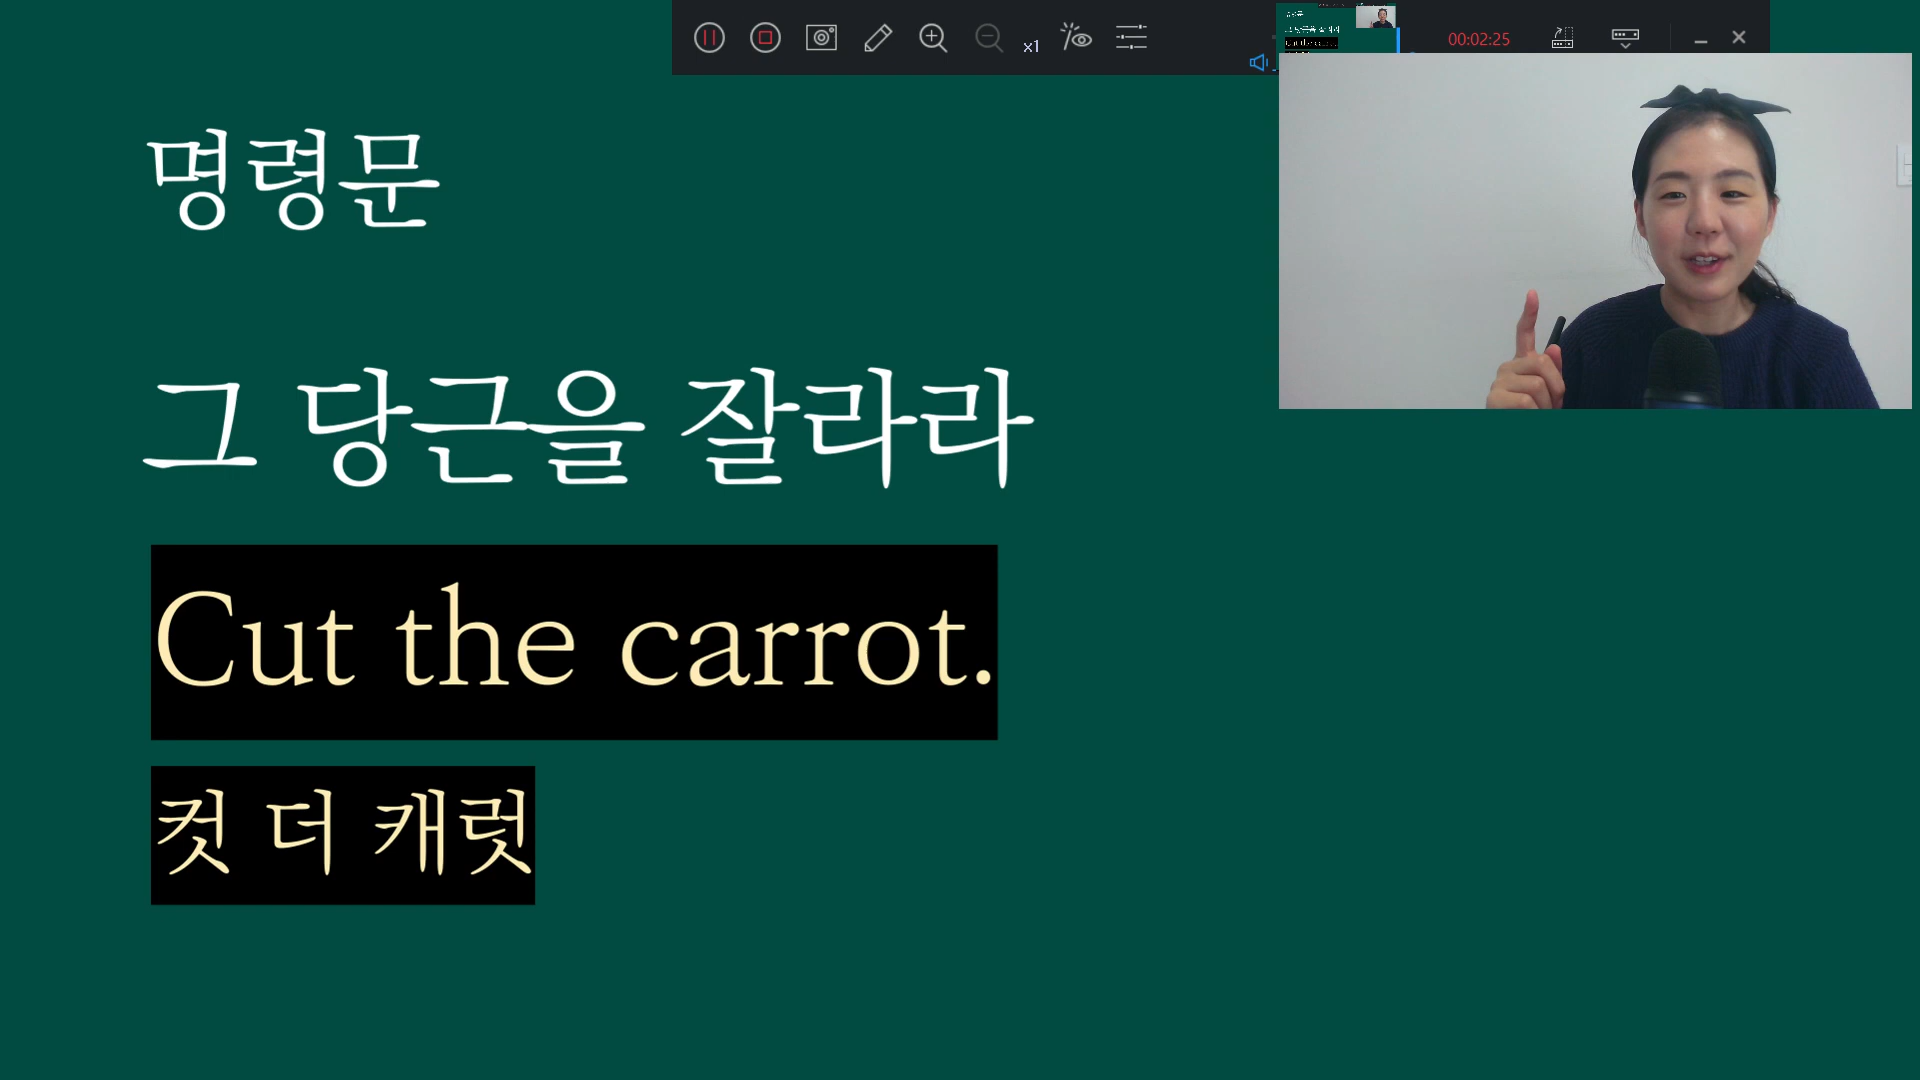 x1
00:02:25
명령문
그 당근을 잘라라
Cut the carrot.
컷 더 캐럿